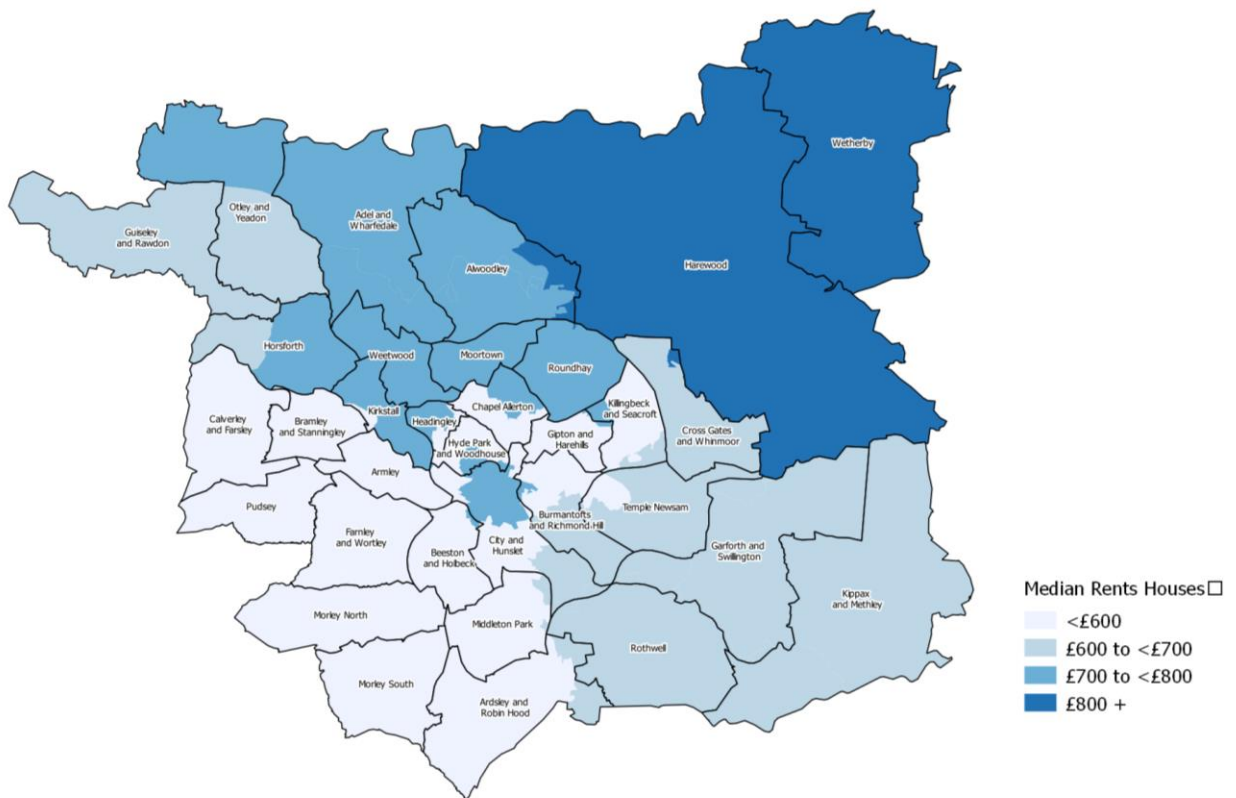 Wetherby
Otley and
Yeadon
Adel and
Wharfedale
Guiseley
and Rawdon
Alwoodley
Harewood
Horsforth
Weetwood
Moortown
Roundhay
Calverley
and Farsley
Bramley
and Stanningley
Kirkstall
Headingley
Chapel Allerton
Killingbeck
and Seacroft
Hyde Park
and Woodhouse
Gipton and
Harehills
Cross Gates
and Whinmoor
Armley
Pudsey
Burmantofts
and Richmond Hill
Temple Newsam
Farnley
and Wortley
Beeston
and Holbeck
City and
Hunslet
Garforth and
Swillington
Kippax
and Methley
Morley North
Middleton Park
Rothwell
Morley South
Ardsley and
Robin Hood
Median Rents Houses□
<£600
£600 to <£700
£700 to <£800
£800 +